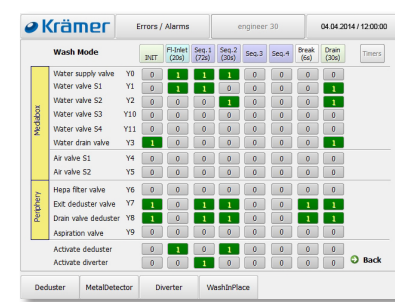 Krämer Errors / Alarms engineer 30 04.04.2014 / 12:00:00
Wash Mode INIT Fl-Inlet (20s) Seq.1 (72s) Seq.2 (30s) Seq.3 Seq.4 Break (6s) Drain (30s) Timers
Mediabox
Water supply valve Y0 0 1 1 1 0 0 0 0
Water valve S1 Y1 0 1 1 0 0 0 0 1
Water valve S2 Y2 0 0 0 1 0 0 0 1
Water valve S3 Y10 0 0 0 0 0 0 0 0
Water valve S4 Y11 0 0 0 0 0 0 0 0
Water drain valve Y3 1 0 0 0 0 0 0 1
Air valve S1 Y4 0 0 0 0 0 0 0 0
Air valve S2 Y5 0 0 0 0 0 0 0 0
Periphery
Hepa filter valve Y6 0 0 0 0 0 0 0 0
Exit deduster valve Y7 1 0 1 1 0 0 1 1
Drain valve deduster Y8 1 0 1 1 0 0 1 1
Aspiration valve Y9 0 0 0 0 0 0 0 0
Activate deduster 0 1 0 1 0 0 0 0
Activate diverter 0 0 1 0 0 0 0 0
Back
Deduster MetalDetector Diverter WashInPlace